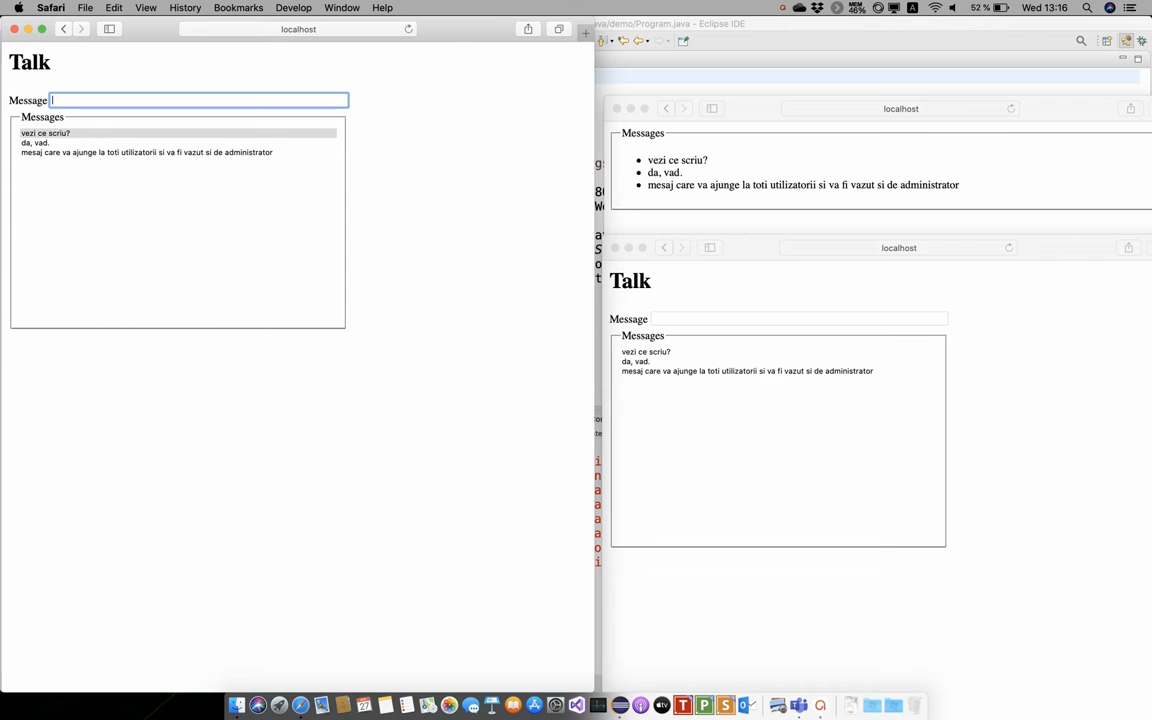 Safari File Edit View History Bookmarks Develop Window Help
MEM 46% A 52 % Wed 13:16
ava/demo/Program.java - Eclipse IDE
localhost
Talk
Message
Messages
vezi ce scriu?
da, vad.
mesaj care va ajunge la toti utilizatorii si va fi vazut si de administrator
localhost
Messages
vezi ce scriu?
da, vad.
mesaj care va ajunge la toti utilizatorii si va fi vazut si de administrator
localhost
Talk
Message
Messages
vezi ce scriu?
da, vad.
mesaj care va ajunge la toti utilizatorii si va fi vazut si de administrator
27
T P S